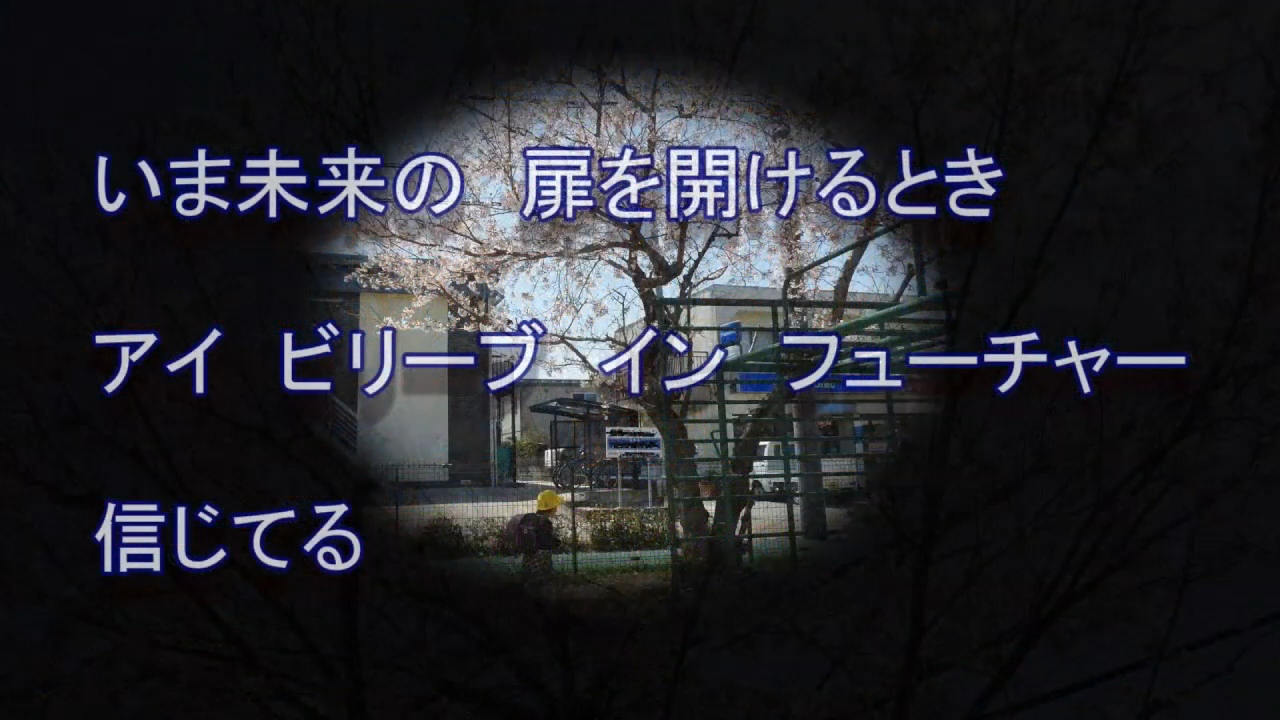 いま未来の　扉を開けるとき
アイ　ビリーブ　イン　フューチャー
信じてる